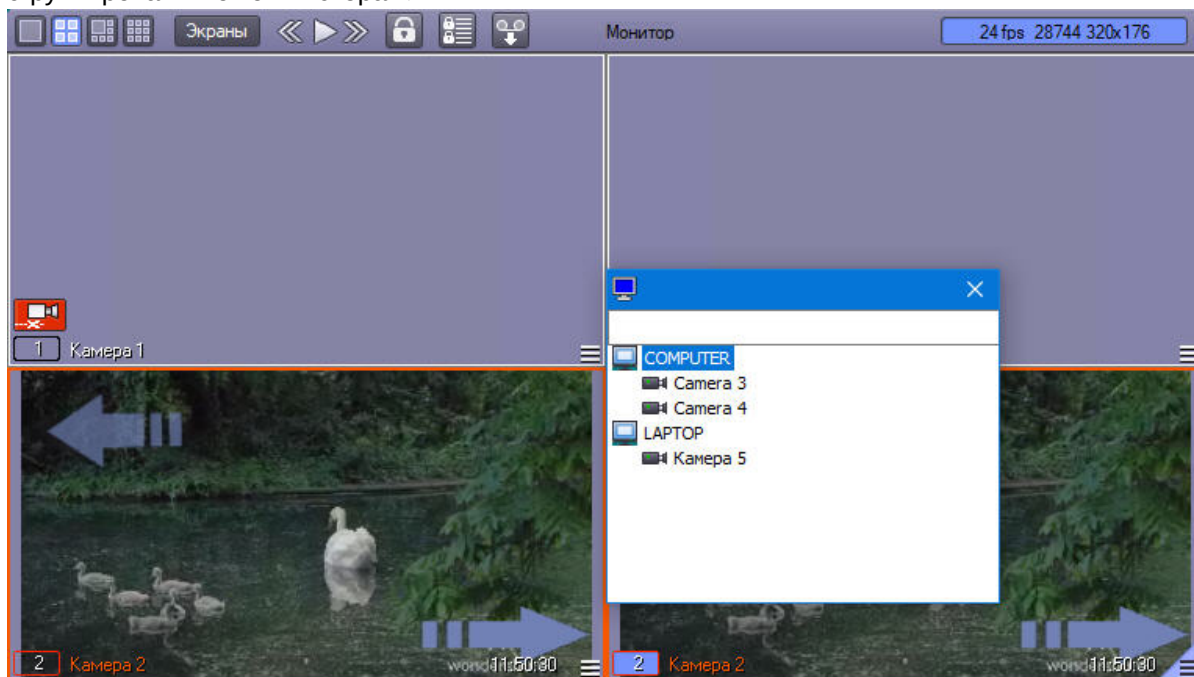 Экраны Монитор 24 fps 28744 320x176
1 Камера 1
COMPUTER
Camera 3
Camera 4
LAPTOP
Камера 5
2 Камера 2 11:50:30
2 Камера 2 11:50:30